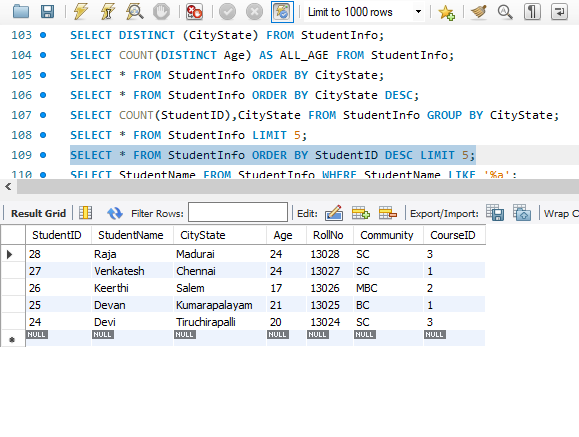 Limit to 1000 rows
103 SELECT DISTINCT (CityState) FROM StudentInfo;
104 SELECT COUNT(DISTINCT Age) AS ALL_AGE FROM StudentInfo;
105 SELECT * FROM StudentInfo ORDER BY CityState;
106 SELECT * FROM StudentInfo ORDER BY CityState DESC;
107 SELECT COUNT(StudentID),CityState FROM StudentInfo GROUP BY CityState;
108 SELECT * FROM StudentInfo LIMIT 5;
109 SELECT * FROM StudentInfo ORDER BY StudentID DESC LIMIT 5;
110 SELECT StudentName FROM StudentInfo WHERE StudentName LIKE '%a';
Result Grid Filter Rows: Edit: Export/Import: Wrap C
StudentID StudentName CityState Age RollNo Community CourseID
28 Raja Madurai 24 13028 SC 3
27 Venkatesh Chennai 24 13027 SC 1
26 Keerthi Salem 17 13026 MBC 2
25 Devan Kumarapalayam 21 13025 BC 1
24 Devi Tiruchirapalli 20 13024 SC 3
NULL NULL NULL NULL NULL NULL NULL